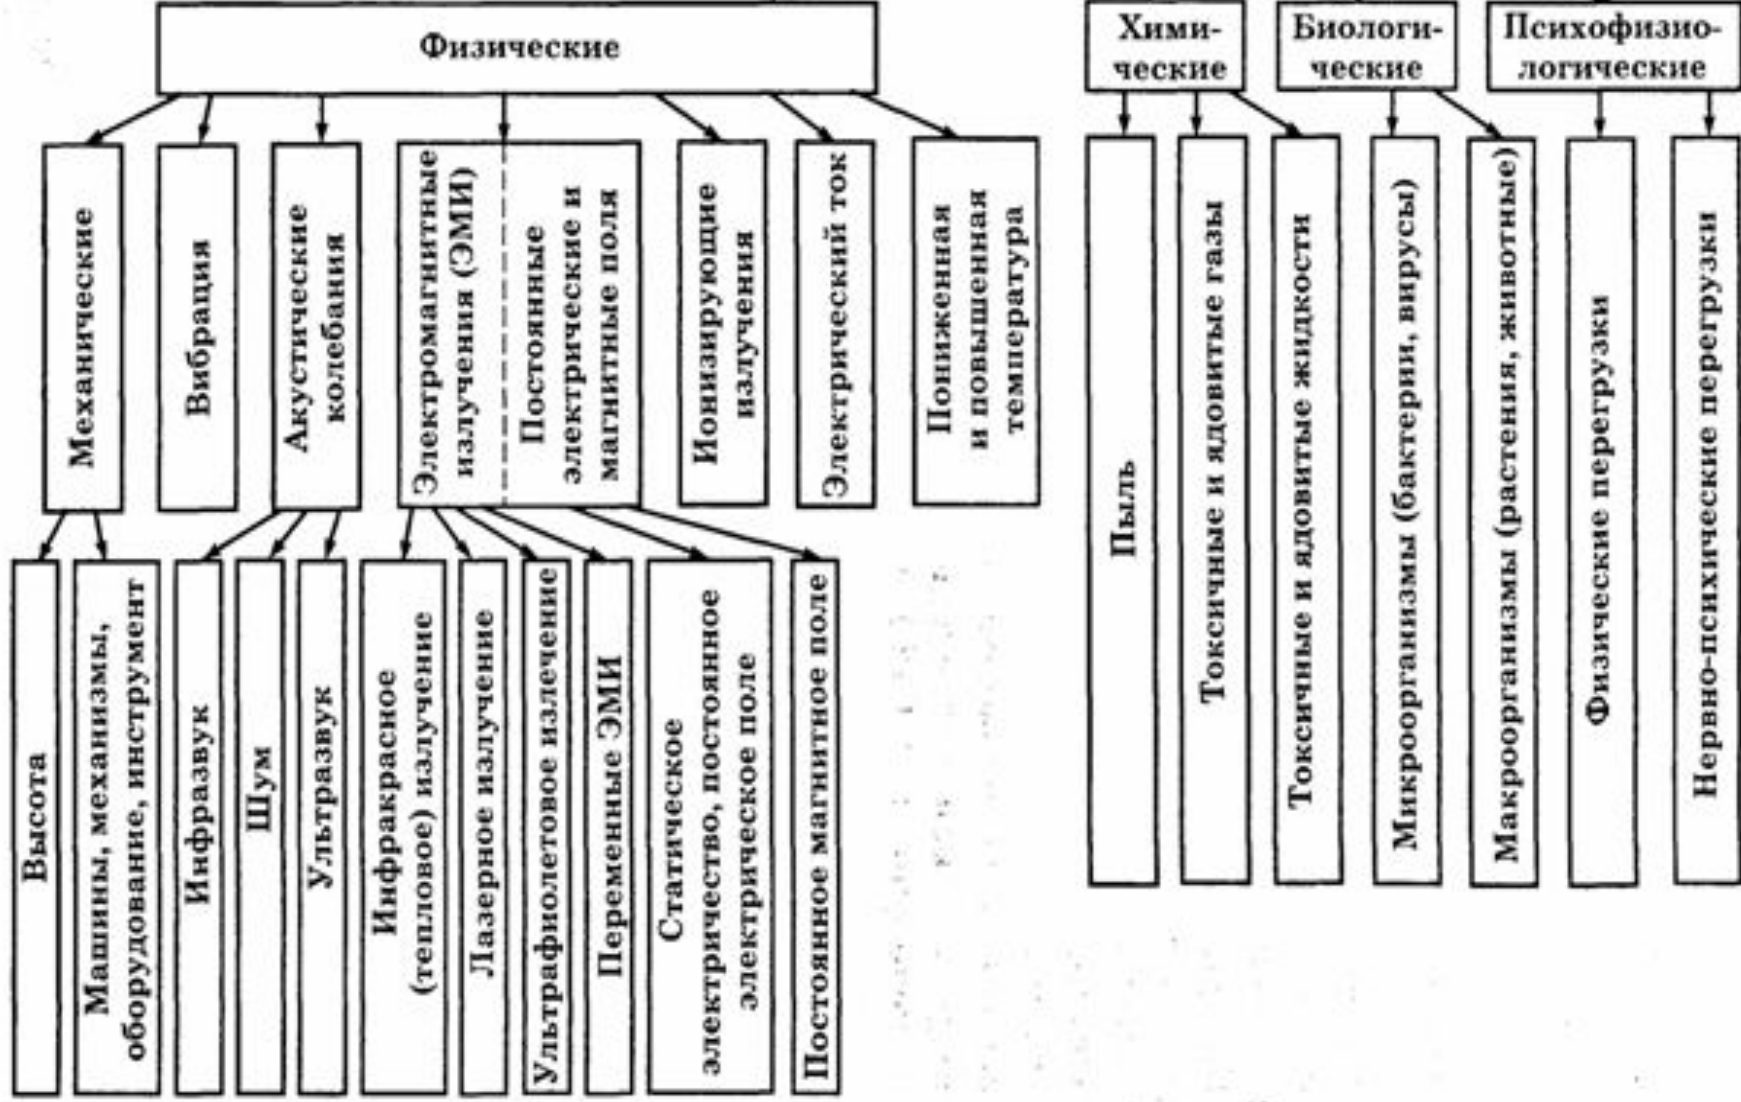 Физические
Хими-
ческие
Биологи-
ческие
Психофизио-
логические
Механические
Вибрация
Акустические
колебания
Электромагнитные
излучения (ЭМИ)
Постоянные
электрические и
магнитные поля
Ионизирующие
излучения
Электрический ток
Пониженная
и повышенная
температура
Пыль
Токсичные и ядовитые газы
Токсичные и ядовитые жидкости
Микроорганизмы (бактерии, вирусы)
Макроорганизмы (растения, животные)
Физические перегрузки
Нервно-психические перегрузки
Высота
Машины, механизмы,
оборудование, инструмент
Инфразвук
Шум
Ультразвук
Инфракрасное
(тепловое) излучение
Лазерное излучение
Ультрафиолетовое излечение
Переменные ЭМИ
Статическое
электричество, постоянное
электрическое поле
Постоянное магнитное поле